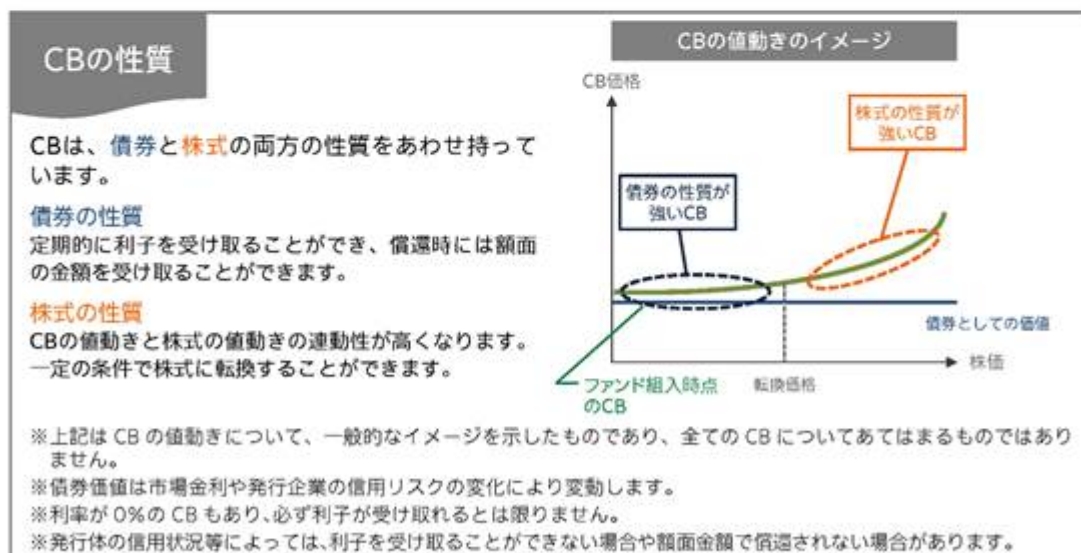 CBの性質
CBは、債券と株式の両方の性質をあわせ持って
います。
債券の性質
定期的に利子を受け取ることができ、償還時には額面
の金額を受け取ることができます。
株式の性質
CBの値動きと株式の値動きの連動性が高くなります。
一定の条件で株式に転換することができます。
CBの値動きのイメージ
CB価格
株式の性質が
強いCB
債券の性質が
強いCB
債券としての価値
株価
転換価格
ファンド組入時点
のCB
※上記は CB の値動きについて、一般的なイメージを示したものであり、全ての CB についてあてはまるものではあり
ません。
※債券価値は市場金利や発行企業の信用リスクの変化により変動します。
※利率が 0%の CB もあり、必ず利子が受け取れるとは限りません。
※発行体の信用状況等によっては、利子を受け取ることができない場合や額面金額で償還されない場合があります。